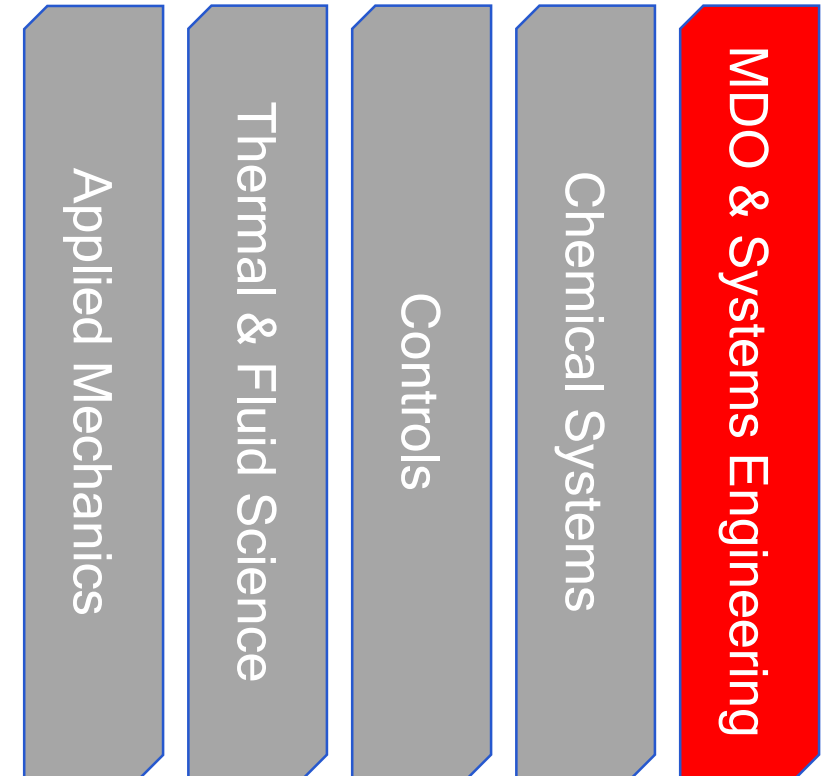 Applied Mechanics
Thermal & Fluid Science
Controls
Chemical Systems
MDO & Systems Engineering